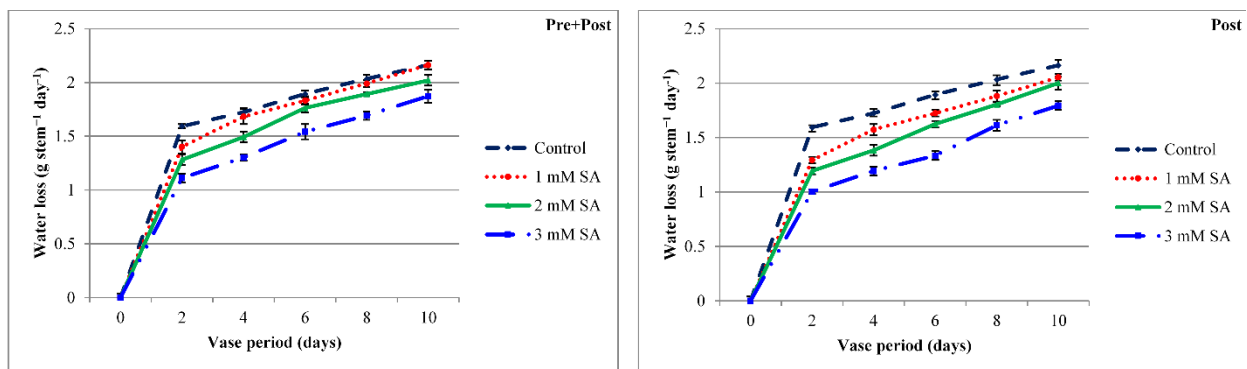 Pre+Post
Water loss (g stem⁻¹ day⁻¹)
2.5
2
1.5
1
0.5
0
0 2 4 6 8 10
Vase period (days)
Control
1 mM SA
2 mM SA
3 mM SA
Post
Water loss (g stem⁻¹ day⁻¹)
2.5
2
1.5
1
0.5
0
0 2 4 6 8 10
Vase period (days)
Control
1 mM SA
2 mM SA
3 mM SA